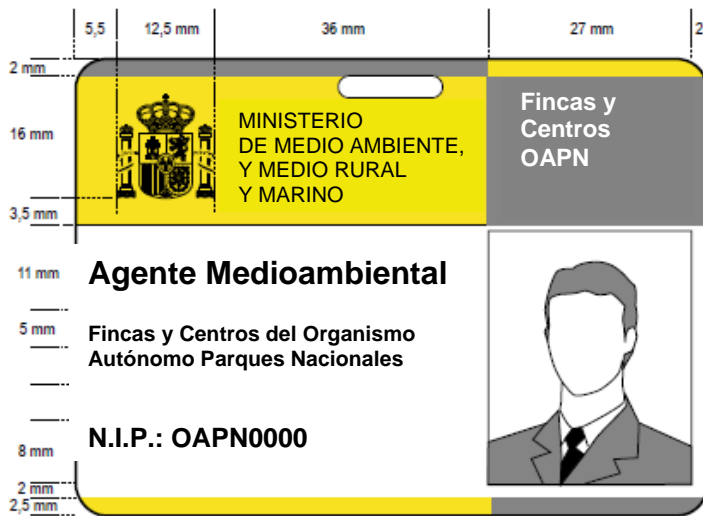 5,5 12,5 mm 36 mm 27 mm 2
2 mm
16 mm
3,5 mm
11 mm
5 mm
8 mm
2 mm
2,5 mm
MINISTERIO
DE MEDIO AMBIENTE,
Y MEDIO RURAL
Y MARINO
Fincas y
Centros
OAPN
Agente Medioambiental
Fincas y Centros del Organismo
Autónomo Parques Nacionales
N.I.P.: OAPN0000